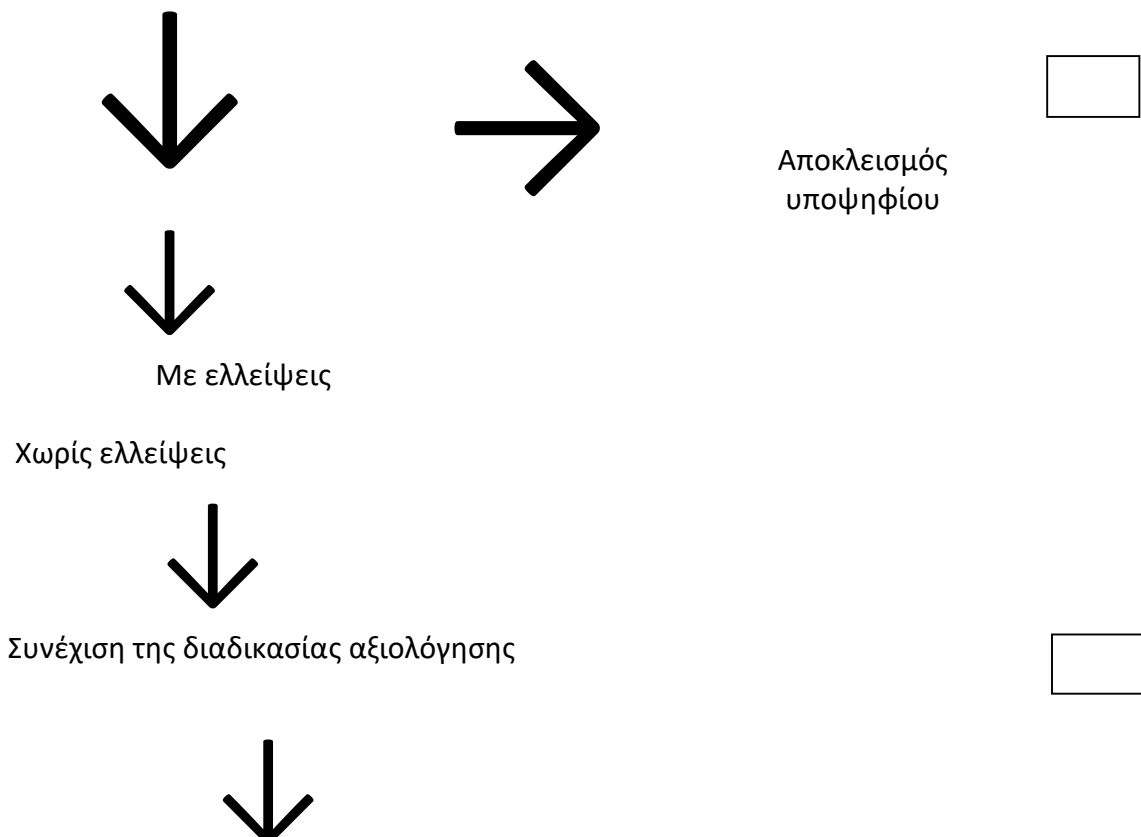 Αποκλεισμός
υποψηφίου
Με ελλείψεις
Χωρίς ελλείψεις
Συνέχιση της διαδικασίας αξιολόγησης